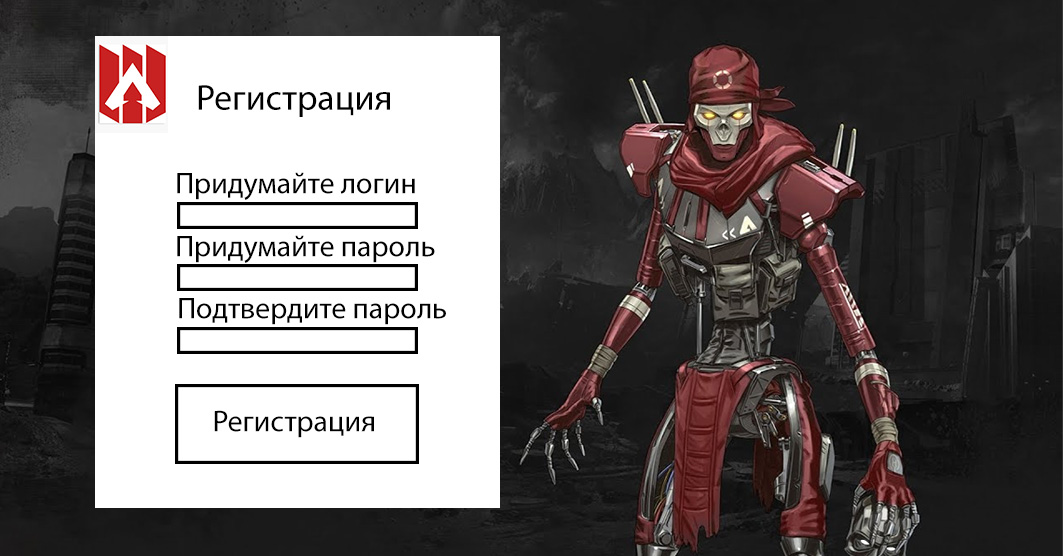 Регистрация
Придумайте логин
Придумайте пароль
Подтвердите пароль
Регистрация